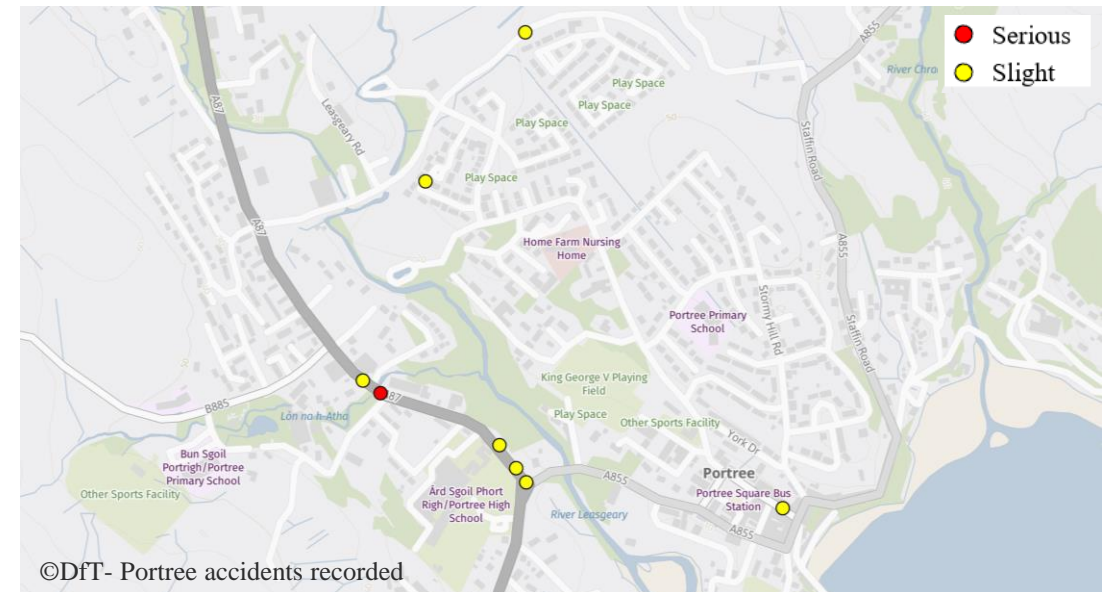 Serious
Slight
A855
River Chra
A87
Leasgeary Rd
Play Space
Play Space
Play Space
Play Space
50
50
Staffin Road
A87
Home Farm Nursing
Home
A855
Stormy Hill Rd
Portree Primary
School
Staffin Road
50
King George V Playing
Field
A87
B885
Lòn na h-Atha
Play Space
Other Sports Facility
York Dr
Bun Sgoil
Portrigh/Portree
Primary School
Other Sports Facility
Portree
A855
Portree Square Bus
Station
Àrd Sgoil Phort
Righ/Portree High
School
River Leasgeary
A855
©DfT- Portree accidents recorded